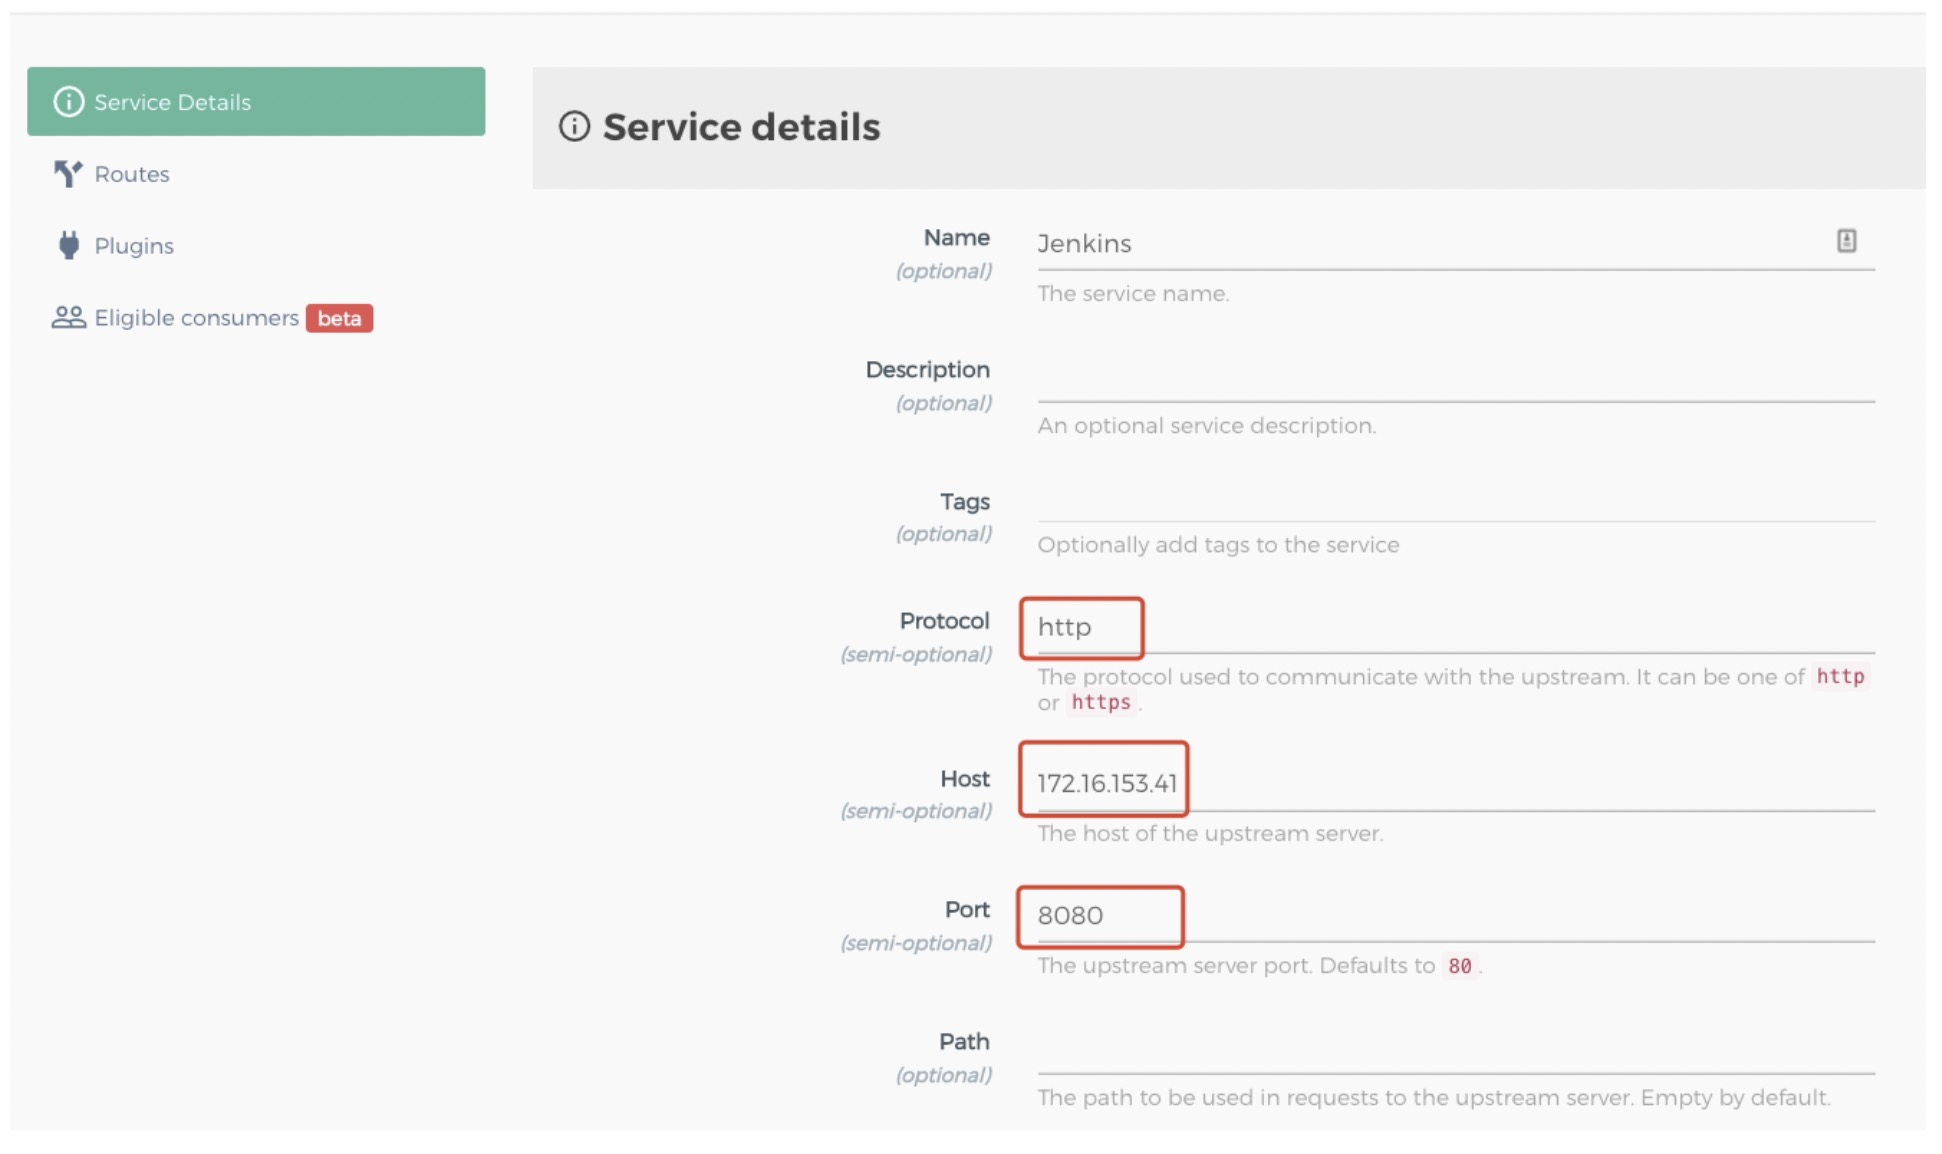 Service Details
Routes
Plugins
Eligible consumers beta
Service details
Name
(optional)
Jenkins
The service name.
Description
(optional)
An optional service description.
Tags
(optional)
Optionally add tags to the service
Protocol
(semi-optional)
http
The protocol used to communicate with the upstream. It can be one of http
or https .
Host
(semi-optional)
172.16.153.41
The host of the upstream server.
Port
(semi-optional)
8080
The upstream server port. Defaults to 80 .
Path
(optional)
The path to be used in requests to the upstream server. Empty by default.